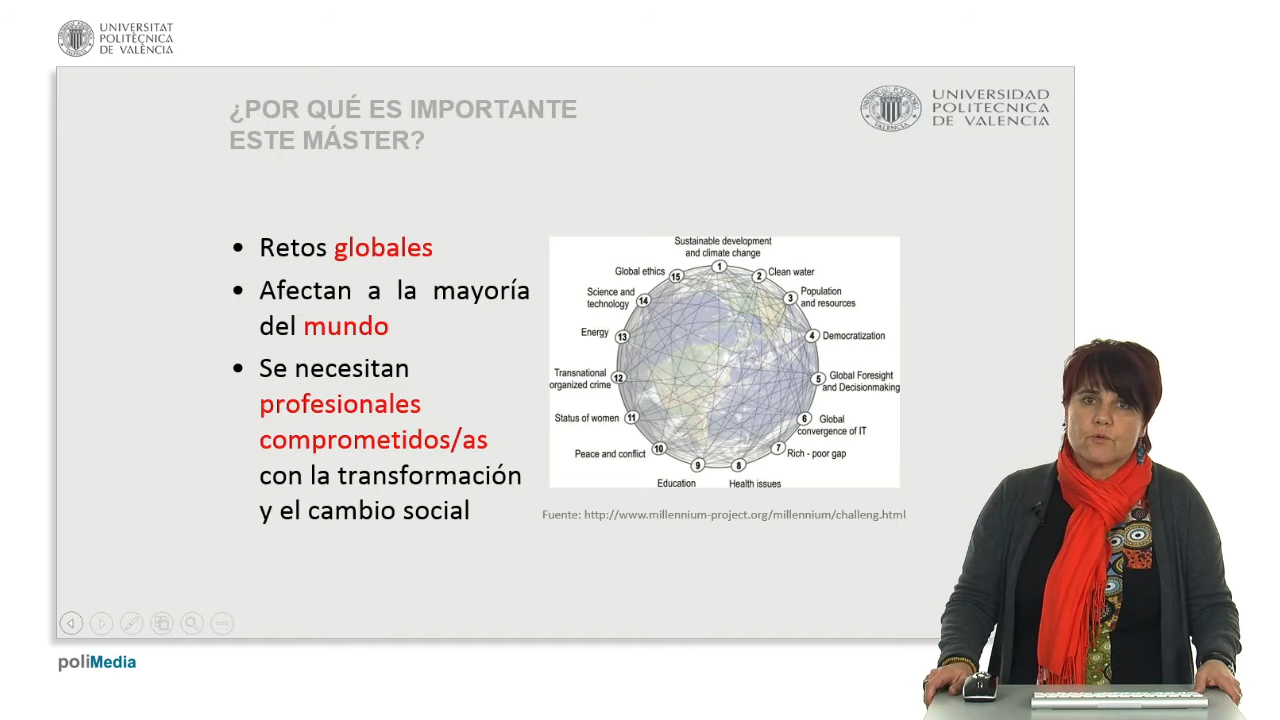 UNIVERSITAT
POLITÈCNICA
DE VALÈNCIA
¿POR QUÉ ES IMPORTANTE
ESTE MÁSTER?
UNIVERSIDAD
POLITECNICA
DE VALENCIA
• Retos globales
• Afectan a la mayoría
del mundo
• Se necesitan
profesionales
comprometidos/as
con la transformación
y el cambio social
Sustainable development
and climate change
1
2 Clean water
3 Population
and resources
4 Democratization
5 Global Foresight
and Decisionmaking
6 Global
convergence of IT
7 Rich - poor gap
8
Health issues
9
Education
Peace and conflict 10
Status of women 11
Transnational
organized crime 12
Energy 13
Science and
technology 14
Global ethics 15
Fuente: http://www.millennium-project.org/millennium/challeng.html
poliMedia